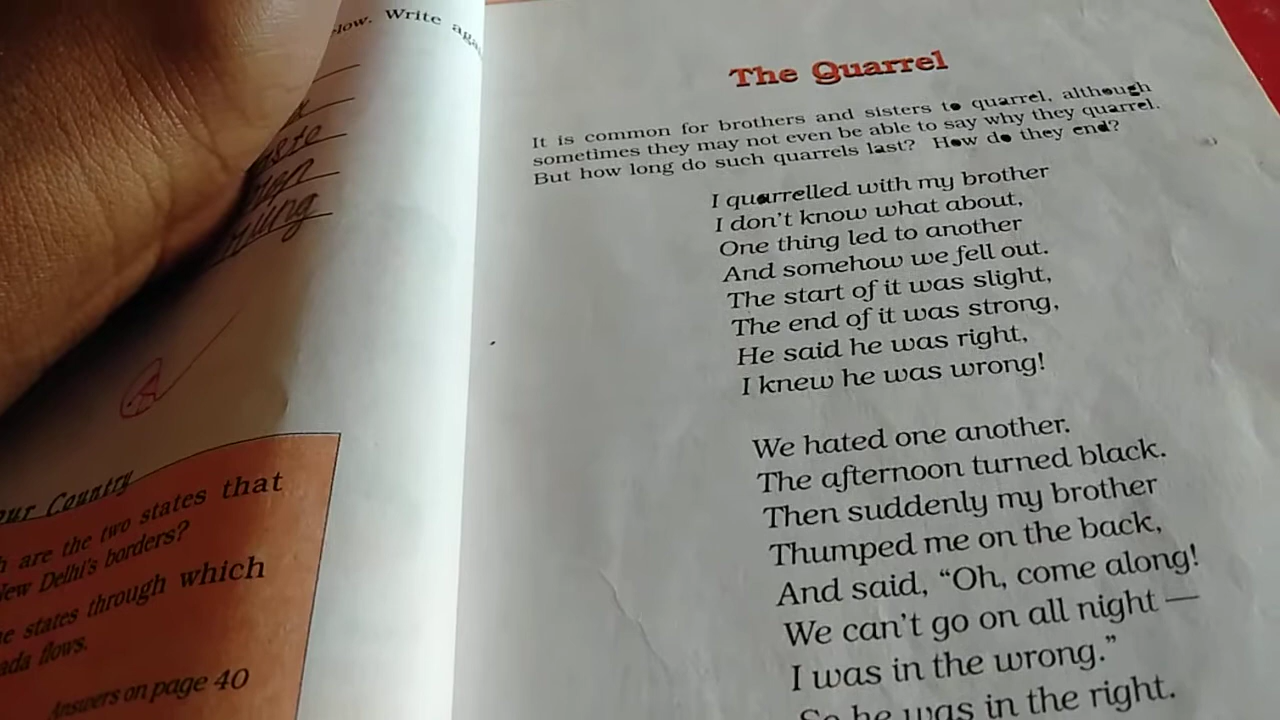 low. Write aga
ung
our Country
are the two states that
New Delhi's borders?
states through which
flows.
Answers on page 40
The Quarrel
It is common for brothers and sisters to quarrel, although
sometimes they may not even be able to say why they quarrel.
But how long do such quarrels last? How do they end?
I quarrelled with my brother
I don't know what about,
One thing led to another
And somehow we fell out.
The start of it was slight,
The end of it was strong,
He said he was right,
I knew he was wrong!
We hated one another.
The afternoon turned black.
Then suddenly my brother
Thumped me on the back,
And said, “Oh, come along!
We can't go on all night —
I was in the wrong.”
So he was in the right.